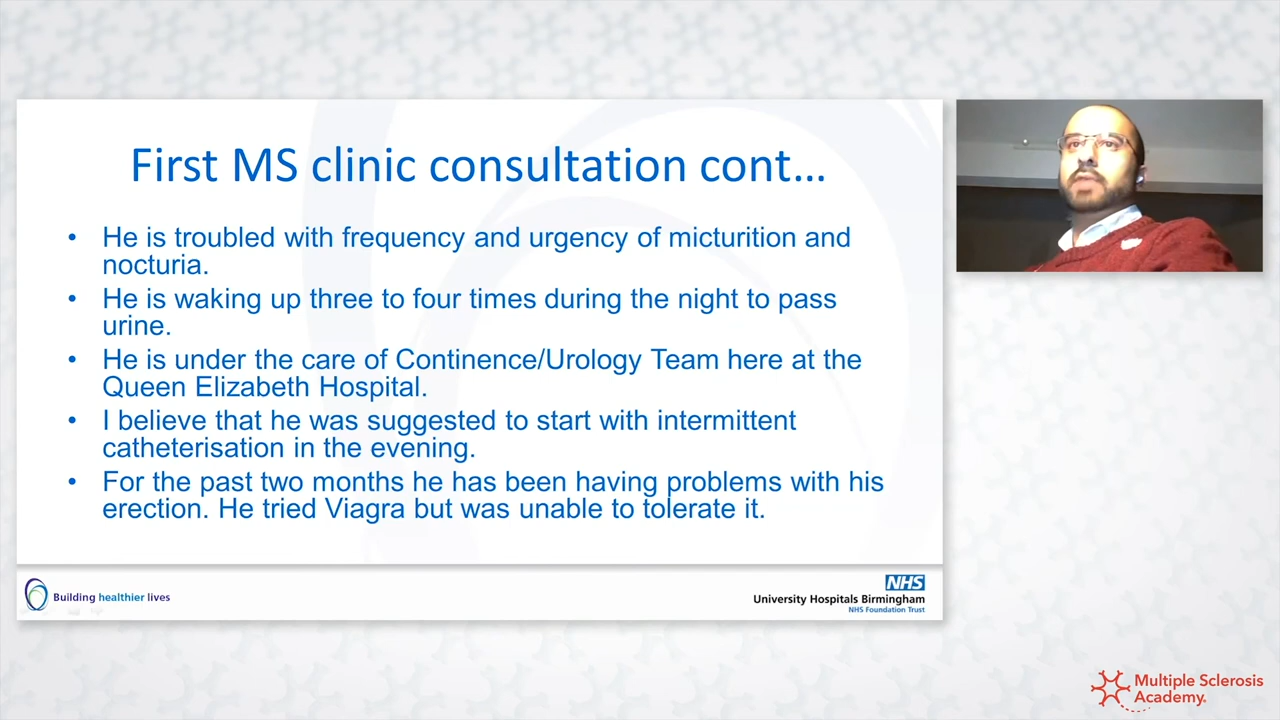 First MS clinic consultation cont…
• He is troubled with frequency and urgency of micturition and
nocturia.
• He is waking up three to four times during the night to pass
urine.
• He is under the care of Continence/Urology Team here at the
Queen Elizabeth Hospital.
• I believe that he was suggested to start with intermittent
catheterisation in the evening.
• For the past two months he has been having problems with his
erection. He tried Viagra but was unable to tolerate it.
Building healthier lives
NHS
University Hospitals Birmingham
NHS Foundation Trust
Multiple Sclerosis
Academy®